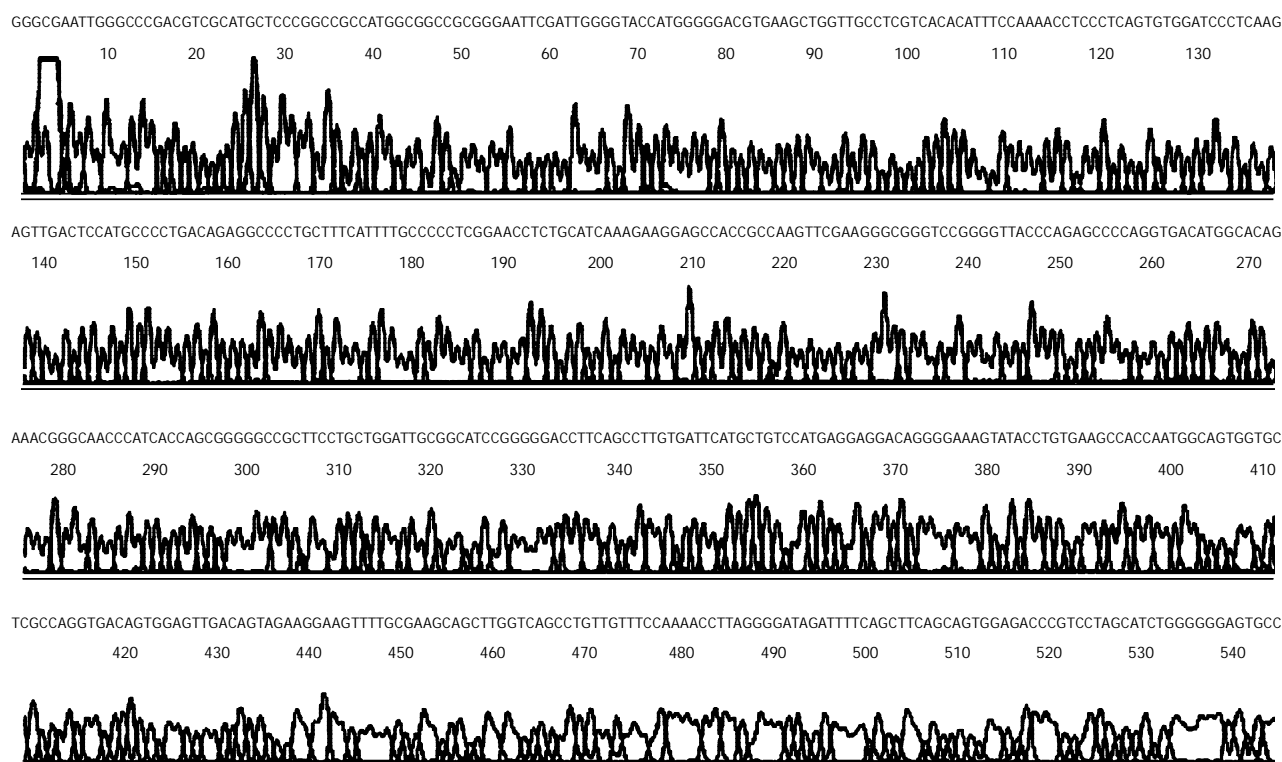 GGGCGAATTGGGCCCGACGTCGCATGCTCCCGGCCGCCATGGCGGCCGCGGGAATTCGATTGGGGTACCATGGGGGACGTGAAGCTGGTTGCCTCGTCACACATTTCCAAAACCTCCCTCAGTGTGGATCCCTCAAG
10 20 30 40 50 60 70 80 90 100 110 120 130
AGTTGACTCCATGCCCCTGACAGAGGCCCCTGCTTTCATTTTGCCCCCTCGGAACCTCTGCATCAAAGAAGGAGCCACCGCCAAGTTCGAAGGGCGGGTCCGGGGTTACCCAGAGCCCCAGGTGACATGGCACAG
140 150 160 170 180 190 200 210 220 230 240 250 260 270
AAACGGGCAACCCATCACCAGCGGGGGCCGCTTCCTGCTGGATTGCGGCATCCGGGGGACCTTCAGCCTTGTGATTCATGCTGTCCATGAGGAGGACAGGGGAAAGTATACCTGTGAAGCCACCAATGGCAGTGGTGC
280 290 300 310 320 330 340 350 360 370 380 390 400 410
TCGCCAGGTGACAGTGGAGTTGACAGTAGAAGGAAGTTTTGCGAAGCAGCTTGGTCAGCCTGTTGTTTCCAAAACCTTAGGGGATAGATTTTCAGCTTCAGCAGTGGAGACCCGTCCTAGCATCTGGGGGGAGTGCC
420 430 440 450 460 470 480 490 500 510 520 530 540